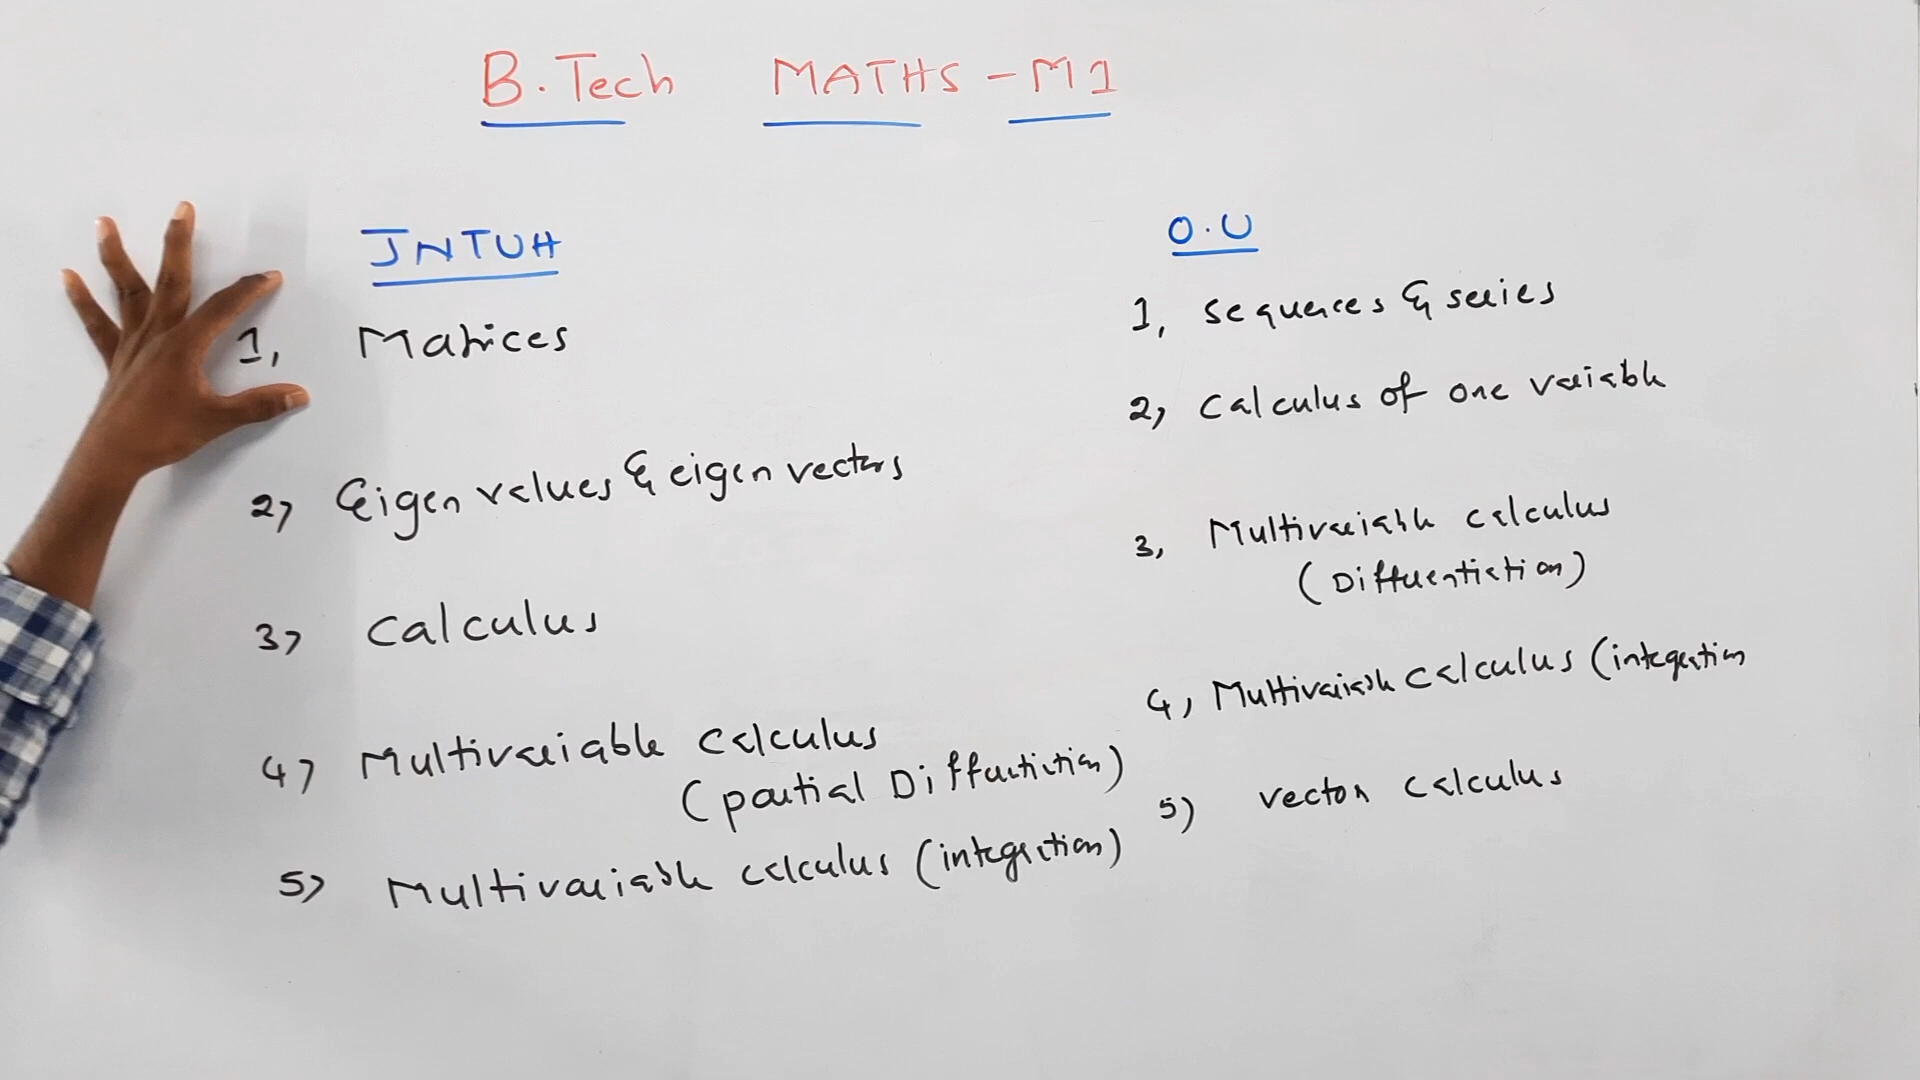 B.Tech MATHS - M1
JNTUH
1, Matrices
2) Eigen values & eigen vectors
3) Calculus
4) Multivariable calculus
(partial Differentiation)
5) Multivariable calculus (integration)
O.U
1, Sequences & series
2, Calculus of one variable
3, Multivariable calculus
(Differentiation)
4, Multivariable calculus (integration
5) vector calculus